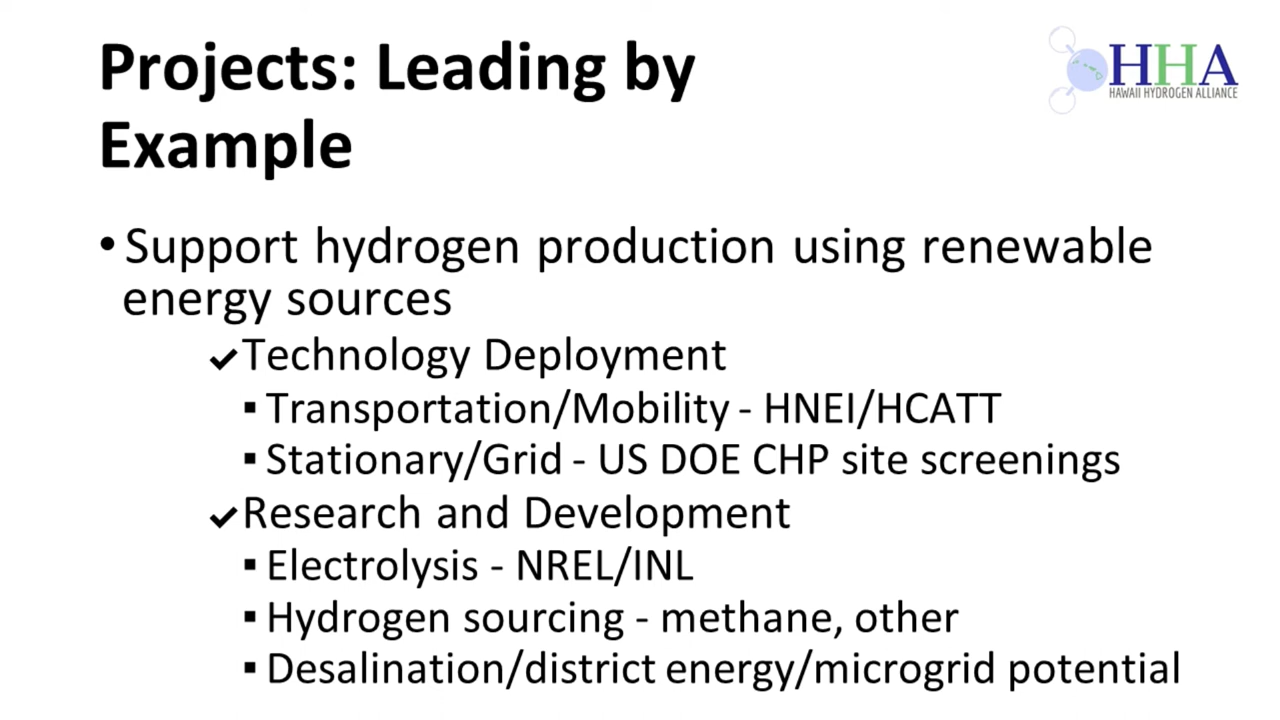 Projects: Leading by
Example
HHA
HAWAII HYDROGEN ALLIANCE
• Support hydrogen production using renewable
energy sources
✔Technology Deployment
▪ Transportation/Mobility - HNEI/HCATT
▪ Stationary/Grid - US DOE CHP site screenings
✔Research and Development
▪ Electrolysis - NREL/INL
▪ Hydrogen sourcing - methane, other
▪ Desalination/district energy/microgrid potential